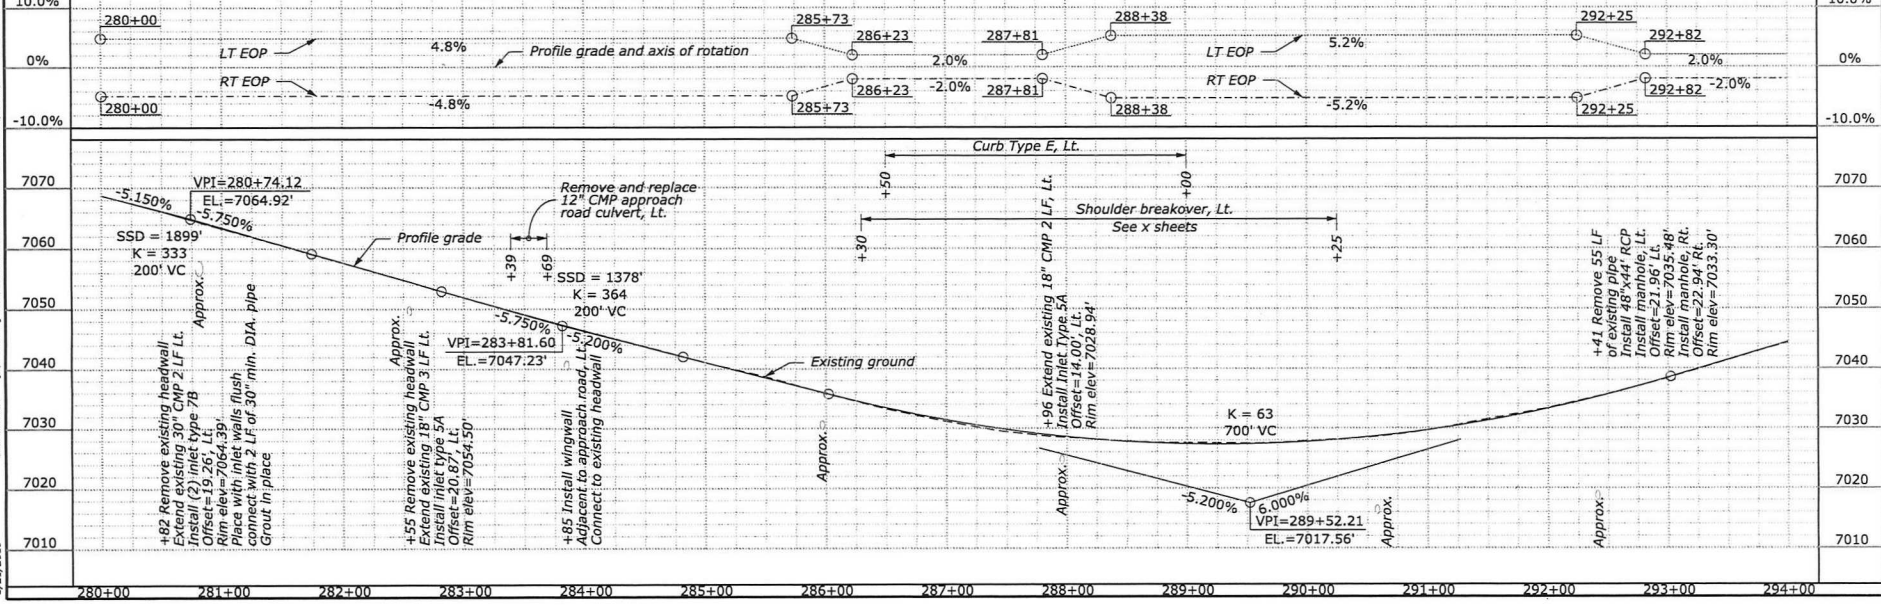 10.0%
10.0%
280+00
285+73
286+23
287+81
288+38
292+25
292+82
LT EOP
4.8%
Profile grade and axis of rotation
2.0%
LT EOP
5.2%
2.0%
0%
0%
RT EOP
-4.8%
-2.0%
RT EOP
-5.2%
-2.0%
280+00
285+73
286+23
287+81
288+38
292+25
292+82
-10.0%
-10.0%
Curb Type E, Lt.
+50
+00
Shoulder breakover, Lt.
See x sheets
+30
+25
7070
7060
7050
7040
7030
7020
7010
7070
7060
7050
7040
7030
7020
7010
-5.150%
VPI=280+74.12
EL.=7064.92'
-5.750%
SSD = 1899'
K = 333
200' VC
Profile grade
Remove and replace
12" CMP approach
road culvert, Lt.
+39
+69
SSD = 1378'
K = 364
200' VC
-5.750%
VPI=283+81.60
EL.=7047.23'
-5.200%
Existing ground
Approx.
+82 Remove existing headwall
Extend existing 30" CMP 2 LF Lt.
Install (2) inlet type 7B
Offset=19.26', Lt.
Rim elev=7064.39'
Place with inlet walls flush
connect with 2 LF of 30" min. DIA. pipe
Grout in place
Approx.
+55 Remove existing headwall
Extend existing 18" CMP 3 LF Lt.
Install inlet type 5A
Offset=20.87', Lt.
Rim elev=7054.50'
+85 Install wingwall
Adjacent to approach road, Lt.
Connect to existing headwall
Approx.
+96 Extend existing 18" CMP 2 LF, Lt.
Install Inlet Type 5A
Offset=14.00', Lt.
Rim elev=7028.94'
Approx.
K = 63
700' VC
-5.200%
6.000%
VPI=289+52.21
EL.=7017.56'
Approx.
+41 Remove 55 LF
of existing pipe
Install 48"x44' RCP
Install manhole, Lt.
Offset=21.96' Lt.
Rim elev=7035.48'
Install manhole, Rt.
Offset=22.94' Rt.
Rim elev=7033.30'
Approx.
280+00
281+00
282+00
283+00
284+00
285+00
286+00
287+00
288+00
289+00
290+00
291+00
292+00
293+00
294+00